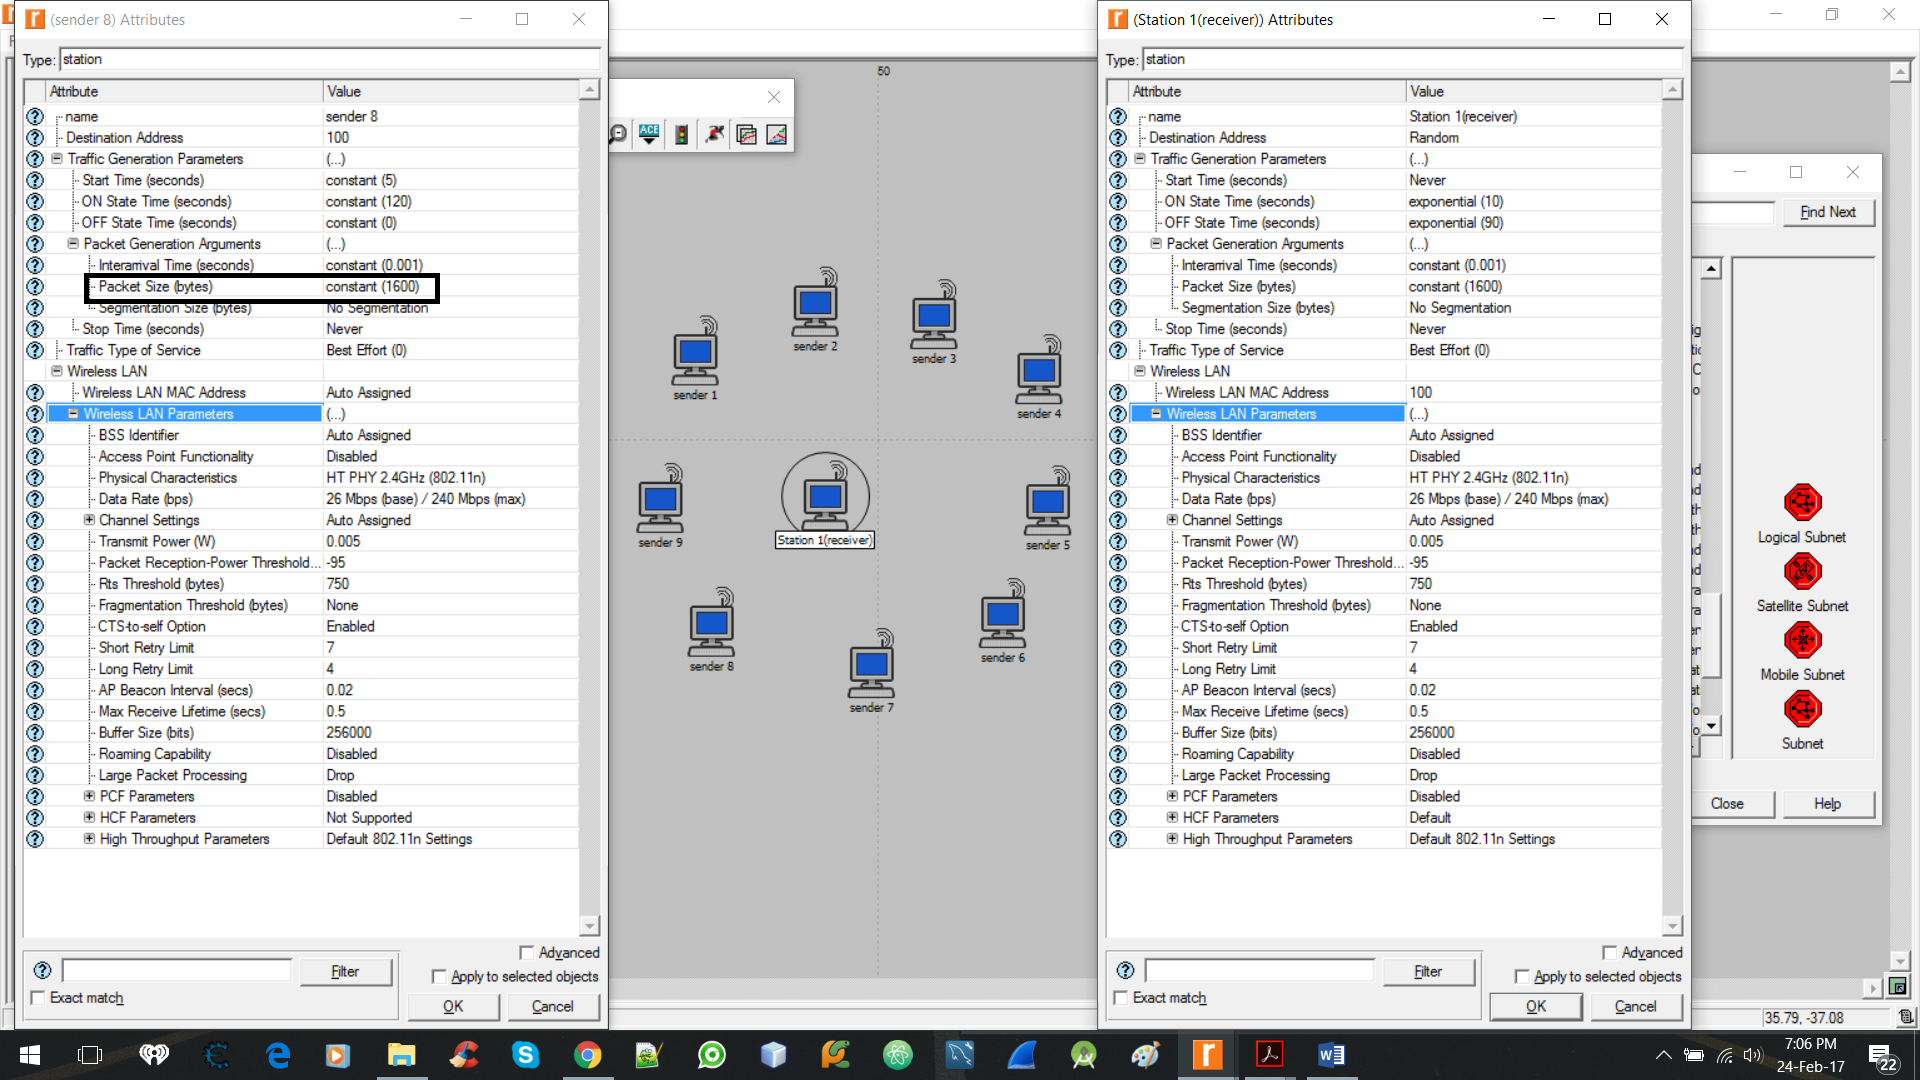 (sender 8) Attributes
Type: station
Attribute Value
name sender 8
Destination Address 100
Traffic Generation Parameters (...)
Start Time (seconds) constant (5)
ON State Time (seconds) constant (120)
OFF State Time (seconds) constant (0)
Packet Generation Arguments (...)
Interarrival Time (seconds) constant (0.001)
Packet Size (bytes) constant (1600)
Segmentation Size (bytes) No Segmentation
Stop Time (seconds) Never
Traffic Type of Service Best Effort (0)
Wireless LAN
Wireless LAN MAC Address Auto Assigned
Wireless LAN Parameters (...)
BSS Identifier Auto Assigned
Access Point Functionality Disabled
Physical Characteristics HT PHY 2.4GHz (802.11n)
Data Rate (bps) 26 Mbps (base) / 240 Mbps (max)
Channel Settings Auto Assigned
Transmit Power (W) 0.005
Packet Reception-Power Threshold... -95
Rts Threshold (bytes) 750
Fragmentation Threshold (bytes) None
CTS-to-self Option Enabled
Short Retry Limit 7
Long Retry Limit 4
AP Beacon Interval (secs) 0.02
Max Receive Lifetime (secs) 0.5
Buffer Size (bits) 256000
Roaming Capability Disabled
Large Packet Processing Drop
PCF Parameters Disabled
HCF Parameters Not Supported
High Throughput Parameters Default 802.11n Settings
Advanced
Filter
Apply to selected objects
Exact match
OK Cancel
50
ACE
sender 2
sender 3
sender 1
sender 4
sender 9
Station 1(receiver)
sender 5
sender 8
sender 6
sender 7
(Station 1(receiver)) Attributes
Type: station
Attribute Value
name Station 1(receiver)
Destination Address Random
Traffic Generation Parameters (...)
Start Time (seconds) Never
ON State Time (seconds) exponential (10)
OFF State Time (seconds) exponential (90)
Packet Generation Arguments (...)
Interarrival Time (seconds) constant (0.001)
Packet Size (bytes) constant (1600)
Segmentation Size (bytes) No Segmentation
Stop Time (seconds) Never
Traffic Type of Service Best Effort (0)
Wireless LAN
Wireless LAN MAC Address 100
Wireless LAN Parameters (...)
BSS Identifier Auto Assigned
Access Point Functionality Disabled
Physical Characteristics HT PHY 2.4GHz (802.11n)
Data Rate (bps) 26 Mbps (base) / 240 Mbps (max)
Channel Settings Auto Assigned
Transmit Power (W) 0.005
Packet Reception-Power Threshold... -95
Rts Threshold (bytes) 750
Fragmentation Threshold (bytes) None
CTS-to-self Option Enabled
Short Retry Limit 7
Long Retry Limit 4
AP Beacon Interval (secs) 0.02
Max Receive Lifetime (secs) 0.5
Buffer Size (bits) 256000
Roaming Capability Disabled
Large Packet Processing Drop
PCF Parameters Disabled
HCF Parameters Default
High Throughput Parameters Default 802.11n Settings
Advanced
Filter
Apply to selected objects
Exact match
OK Cancel
Find Next
Logical Subnet
Satellite Subnet
Mobile Subnet
Subnet
Close Help
35.79, -37.08
7:06 PM
24-Feb-17
22